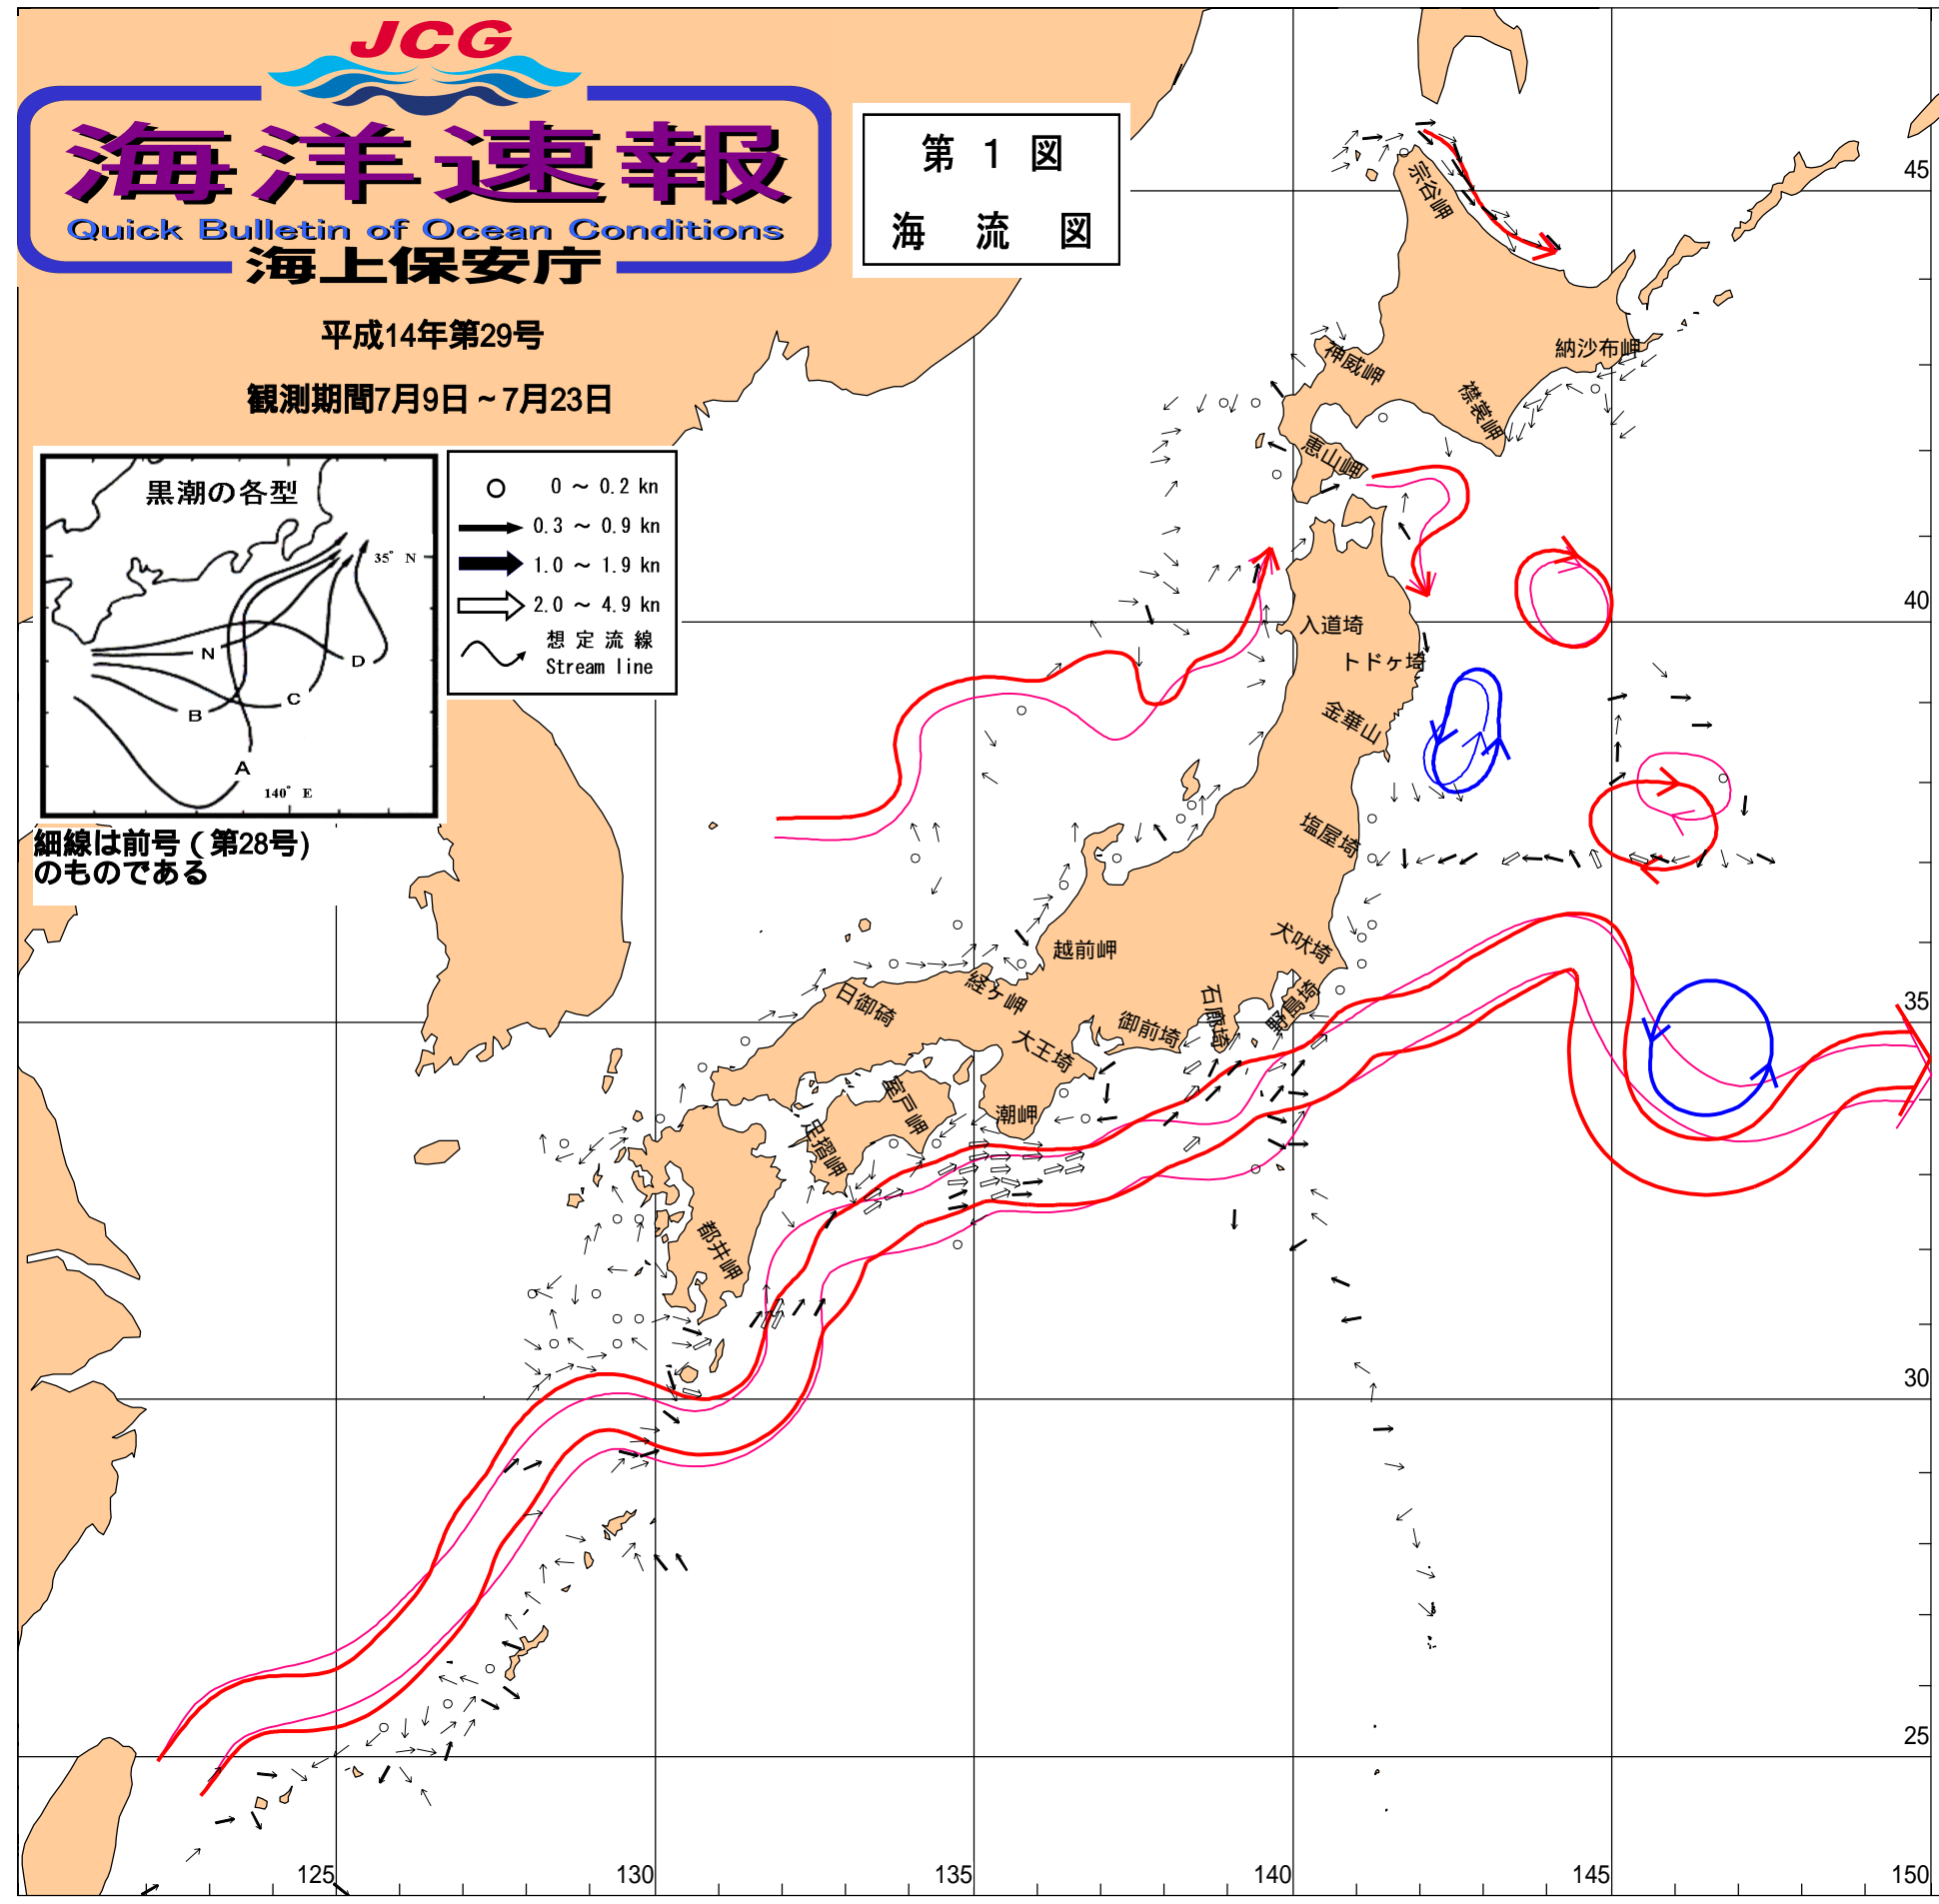 JCG
海洋速報
Quick Bulletin of Ocean Conditions
海上保安庁
平成14年第29号
観測期間7月9日~7月23日
第 1 図
海 流 図
黒潮の各型
35° N
N
D
C
B
A
140° E
0 ~ 0.2 kn
0.3 ~ 0.9 kn
1.0 ~ 1.9 kn
2.0 ~ 4.9 kn
想定流線
Stream line
細線は前号(第28号)
のものである
宗谷岬
納沙布岬
神威岬
襟裳岬
恵山岬
入道埼
トドヶ埼
金華山
塩屋埼
犬吠埼
越前岬
経ケ岬
日御碕
石廊埼
野島埼
御前埼
大王埼
室戸岬
潮岬
足摺岬
都井岬
45
40
35
30
25
125
130
135
140
145
150